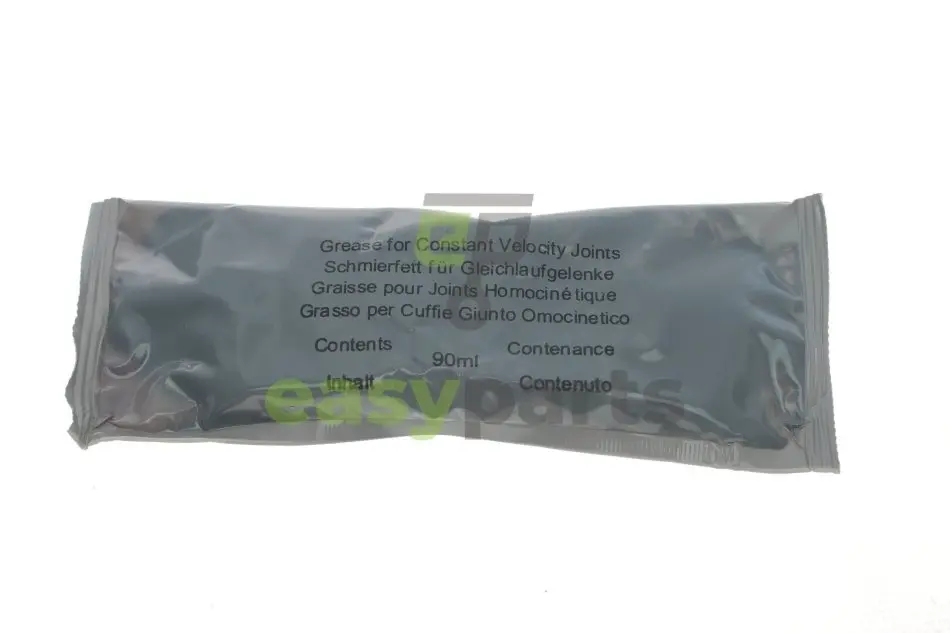 ep
Grease for Constant Velocity Joints
Schmierfett für Gleichlaufgelenke
Graisse pour Joints Homocinétique
Grasso per Cuffie Giunto Omocinetico
Contents 90ml Contenance
Inhalt Contenuto
easyparts